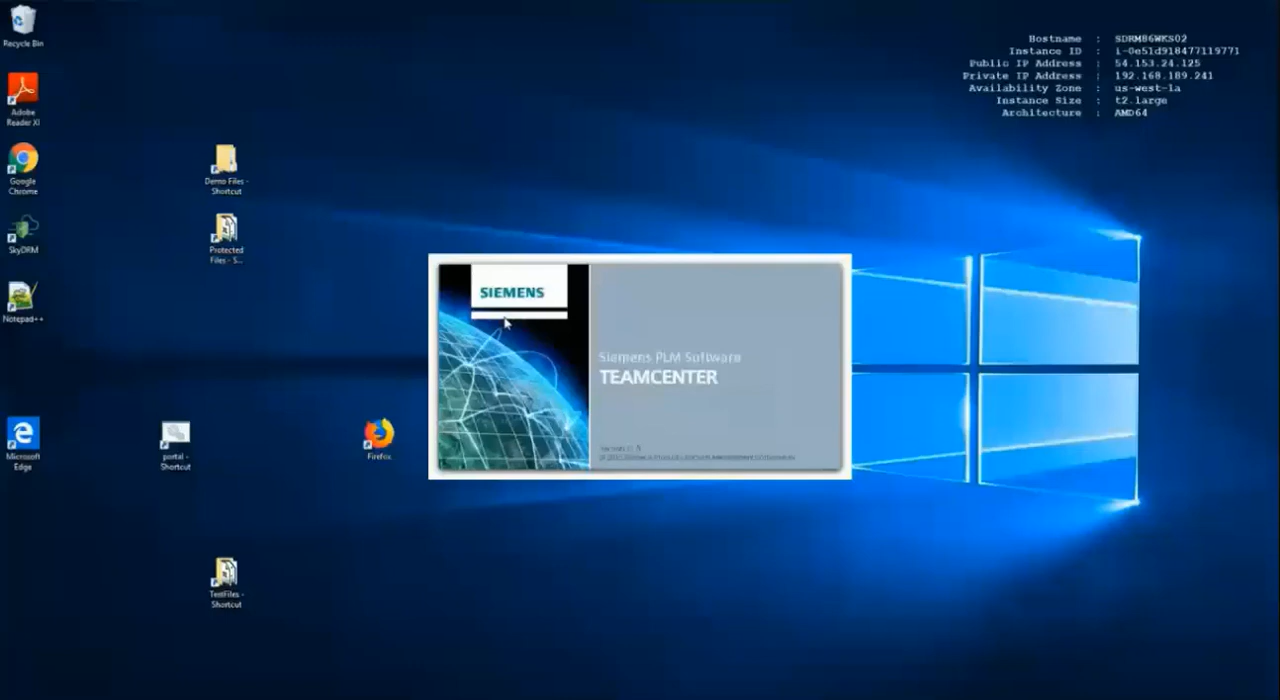 Recycle Bin
Adobe
Reader XI
Google
Chrome
SkyDRM
Notepad++
Microsoft
Edge
Demo Files -
Shortcut
Protected
Files - S...
portal -
Shortcut
Firefox
TestFiles -
Shortcut
SIEMENS
Siemens PLM Software
TEAMCENTER
Hostname : SDRM86WKS02
Instance ID : i-0e51d918477119771
Public IP Address : 54.153.24.125
Private IP Address : 192.168.189.241
Availability Zone : us-west-1a
Instance Size : t2.large
Architecture : AMD64